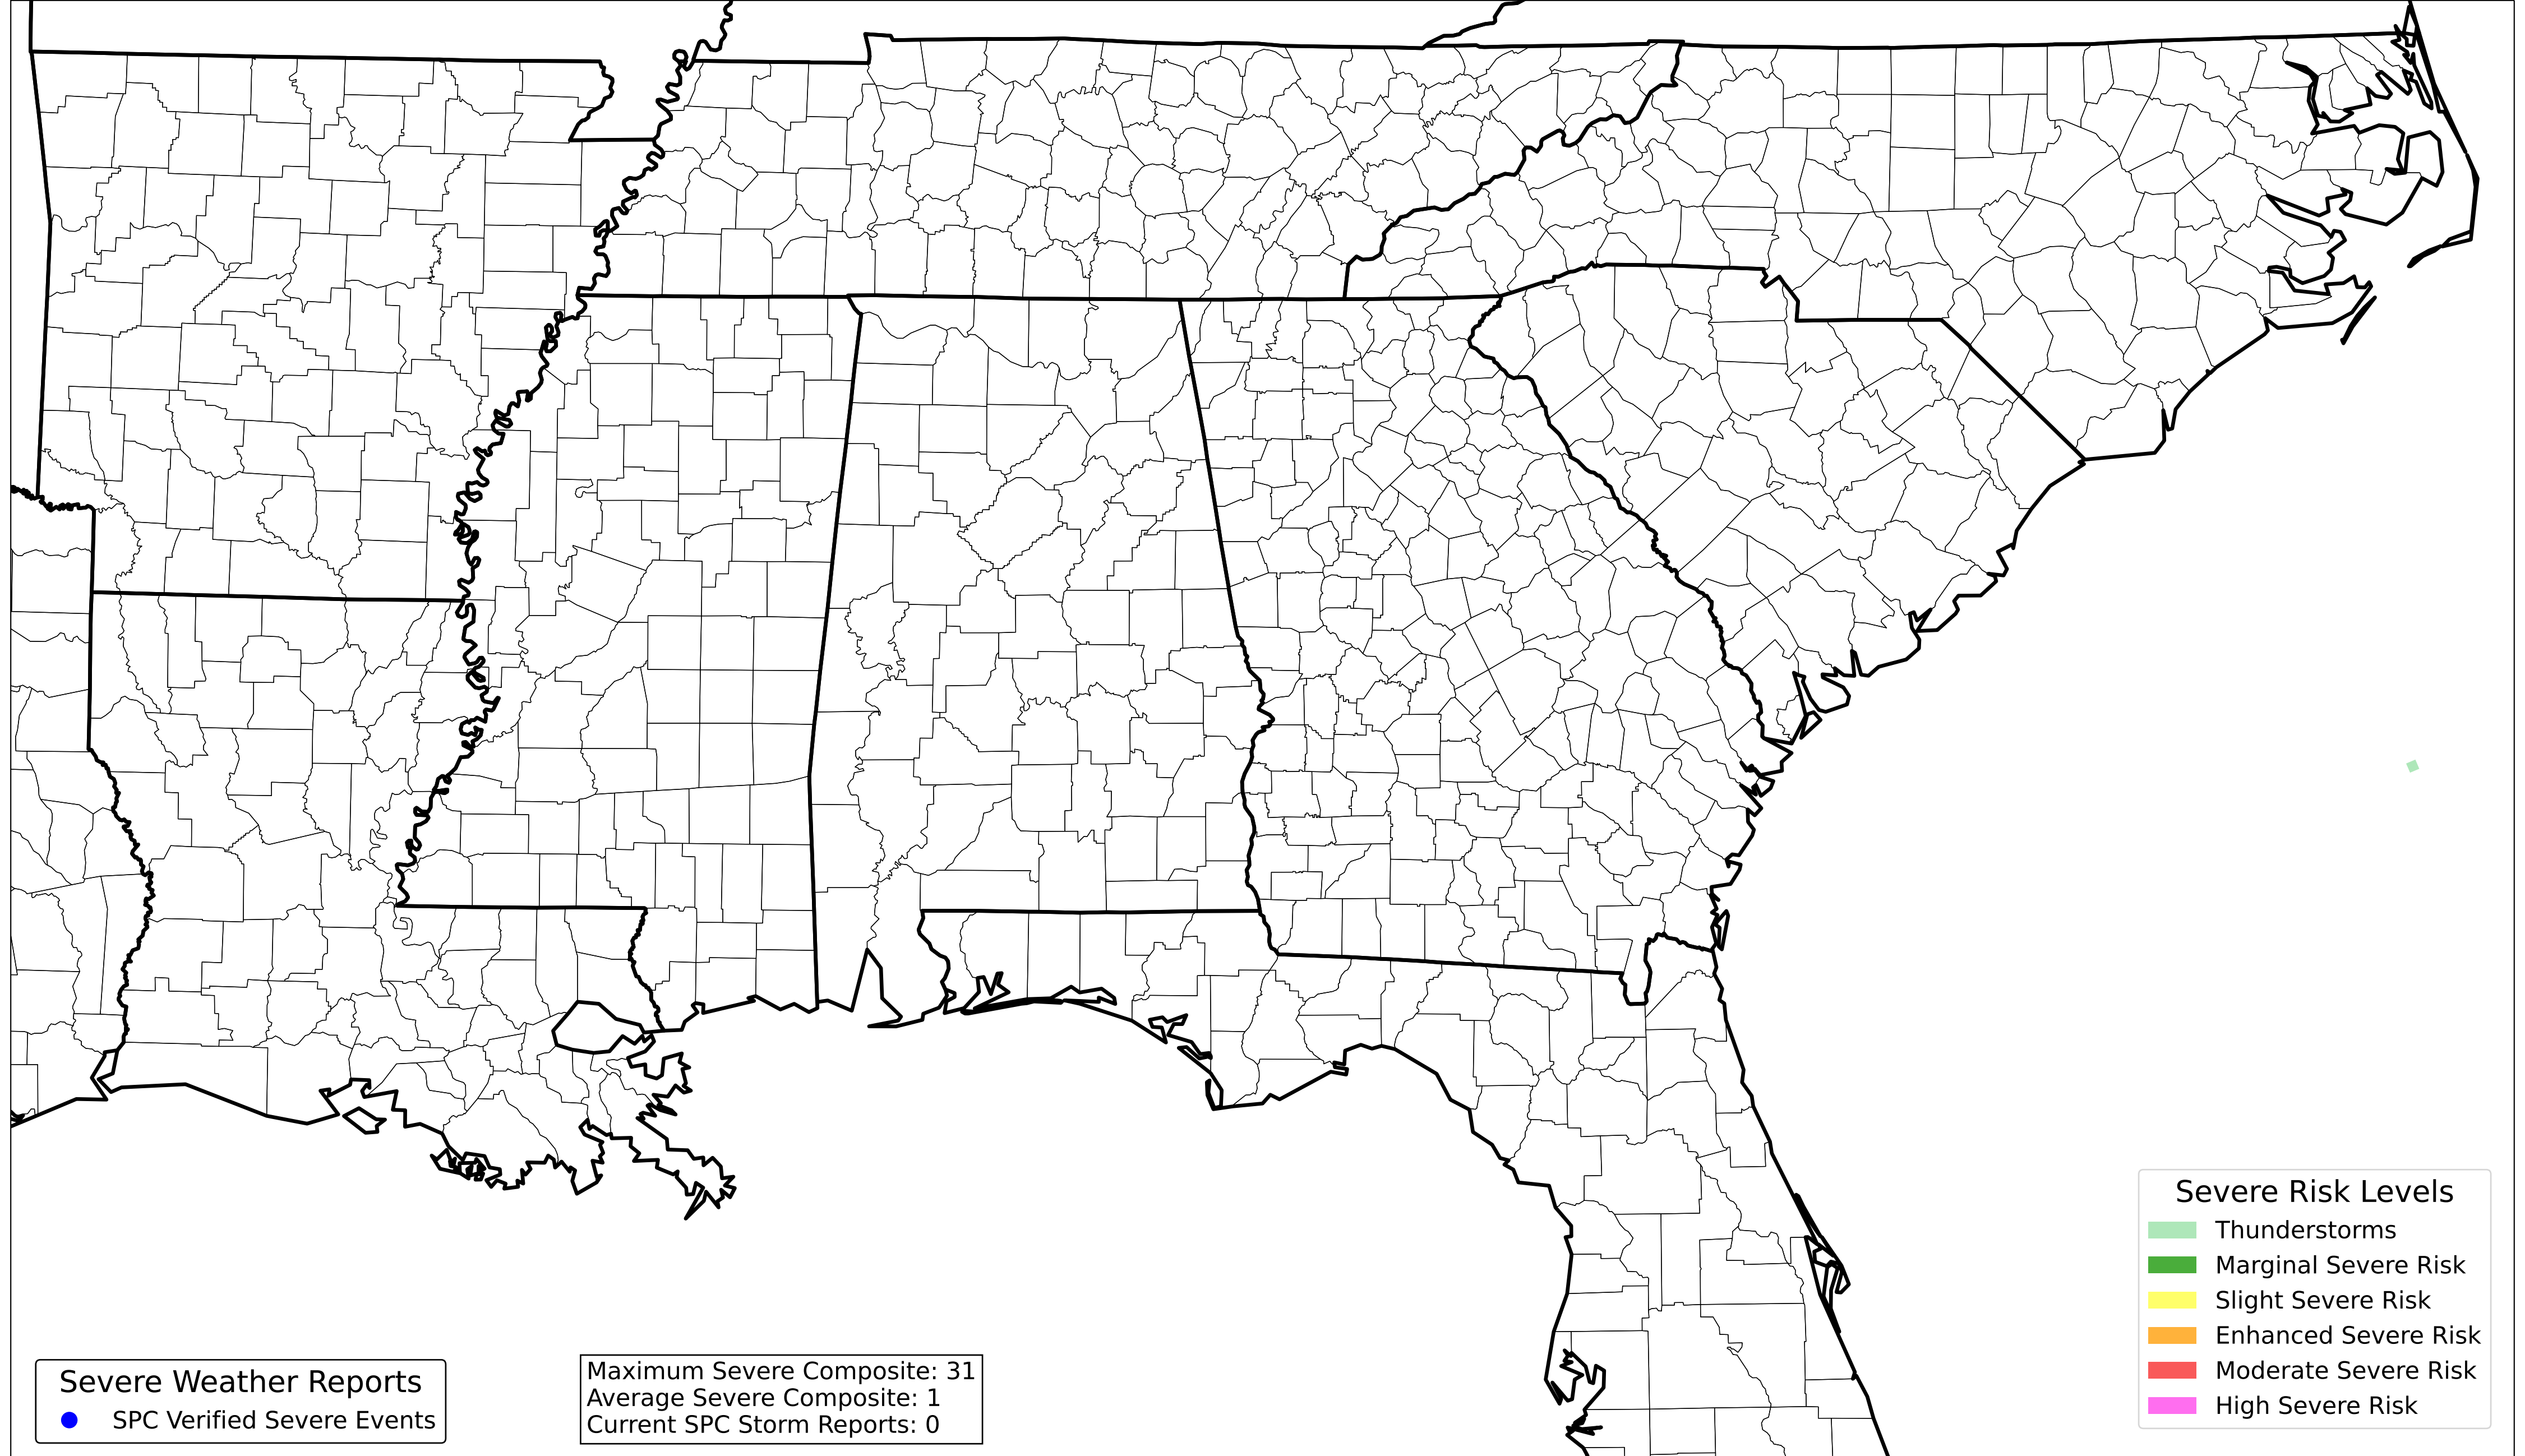 Severe Weather Reports
SPC Verified Severe Events
Maximum Severe Composite: 31
Average Severe Composite: 1
Current SPC Storm Reports: 0
Severe Risk Levels
Thunderstorms
Marginal Severe Risk
Slight Severe Risk
Enhanced Severe Risk
Moderate Severe Risk
High Severe Risk